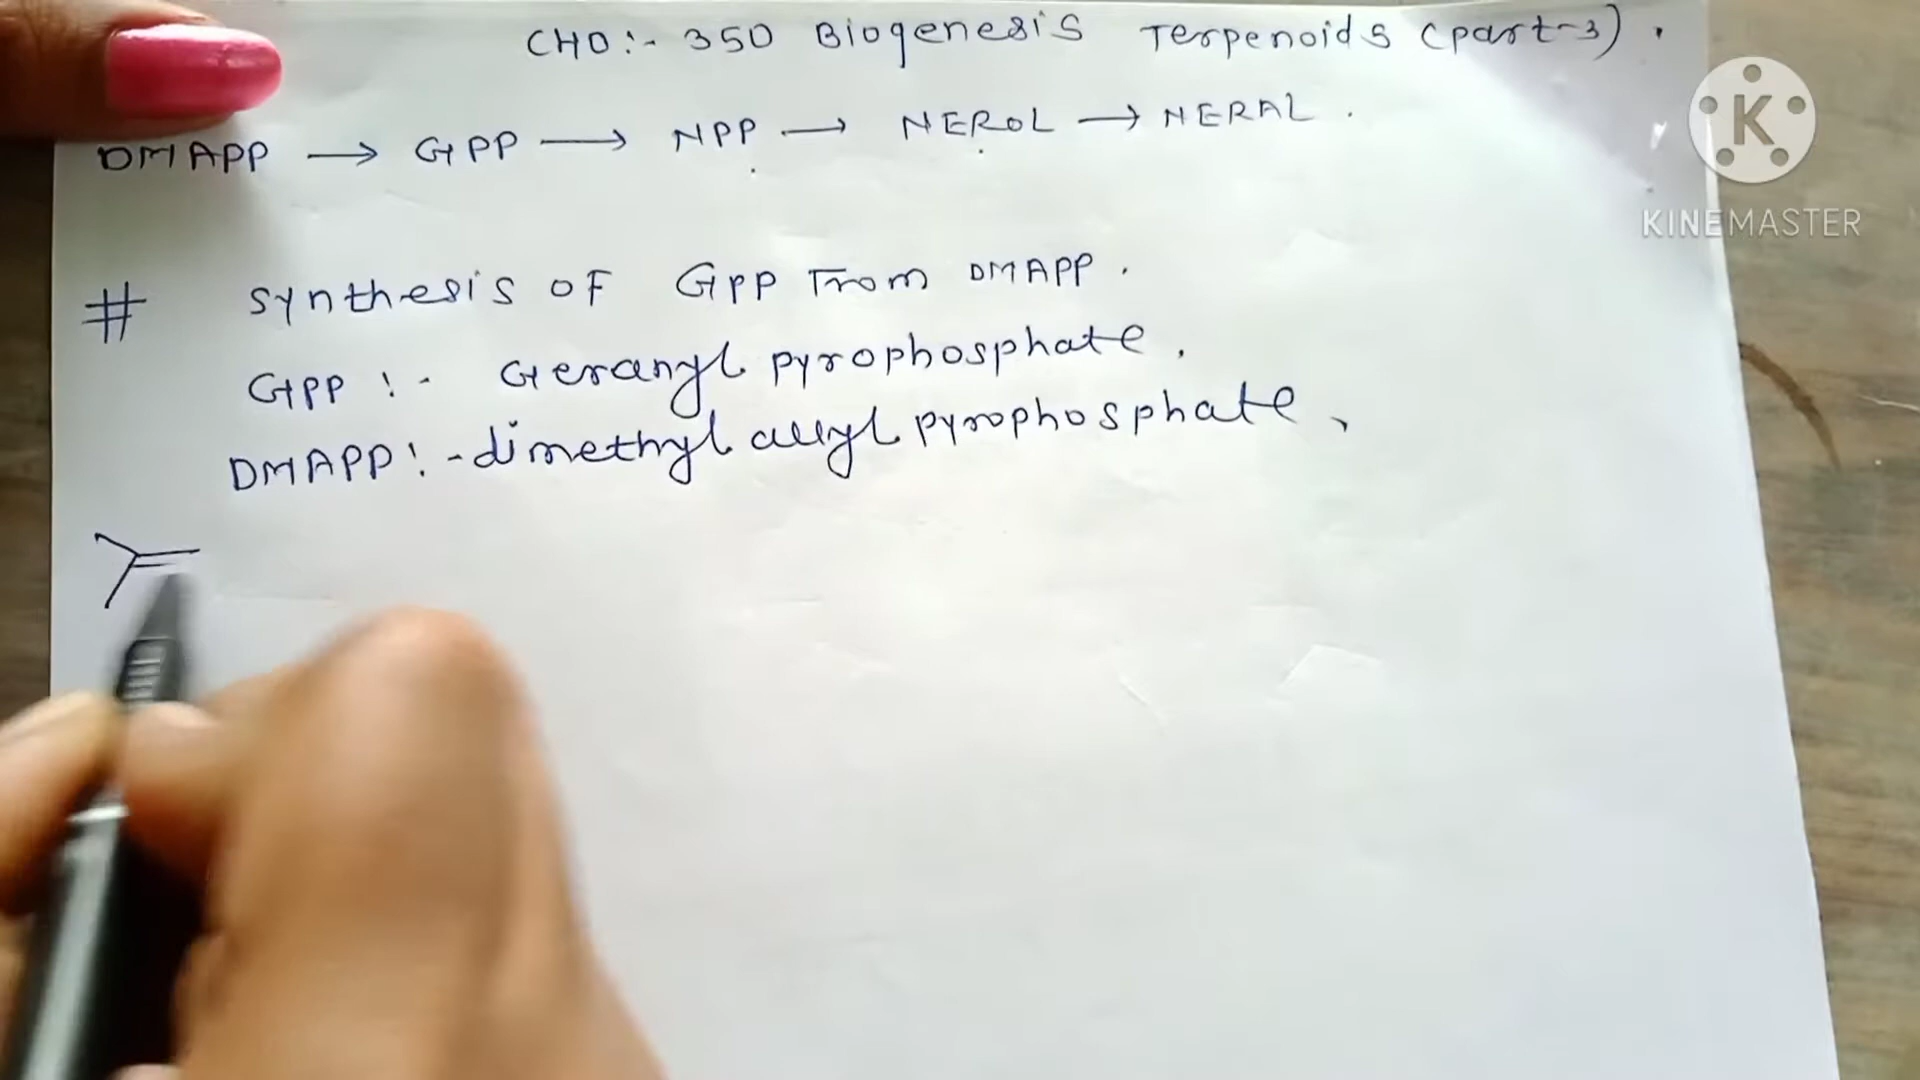 CHO:- 350 Biogenesis Terpenoids (part-3).
DMAPP → GPP → NPP → NEROL → NERAL.
# Synthesis OF GPP From DMAPP.
GPP :- Geranyl pyrophosphate.
DMAPP :- dimethyl allyl pyrophosphate,
K
KINEMASTER